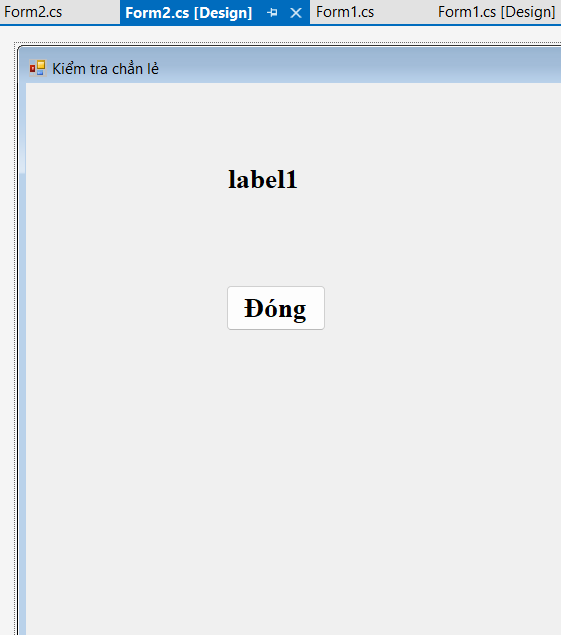 Form2.cs Form2.cs [Design] Form1.cs Form1.cs [Design]
Kiểm tra chẵn lẻ
label1
Đóng